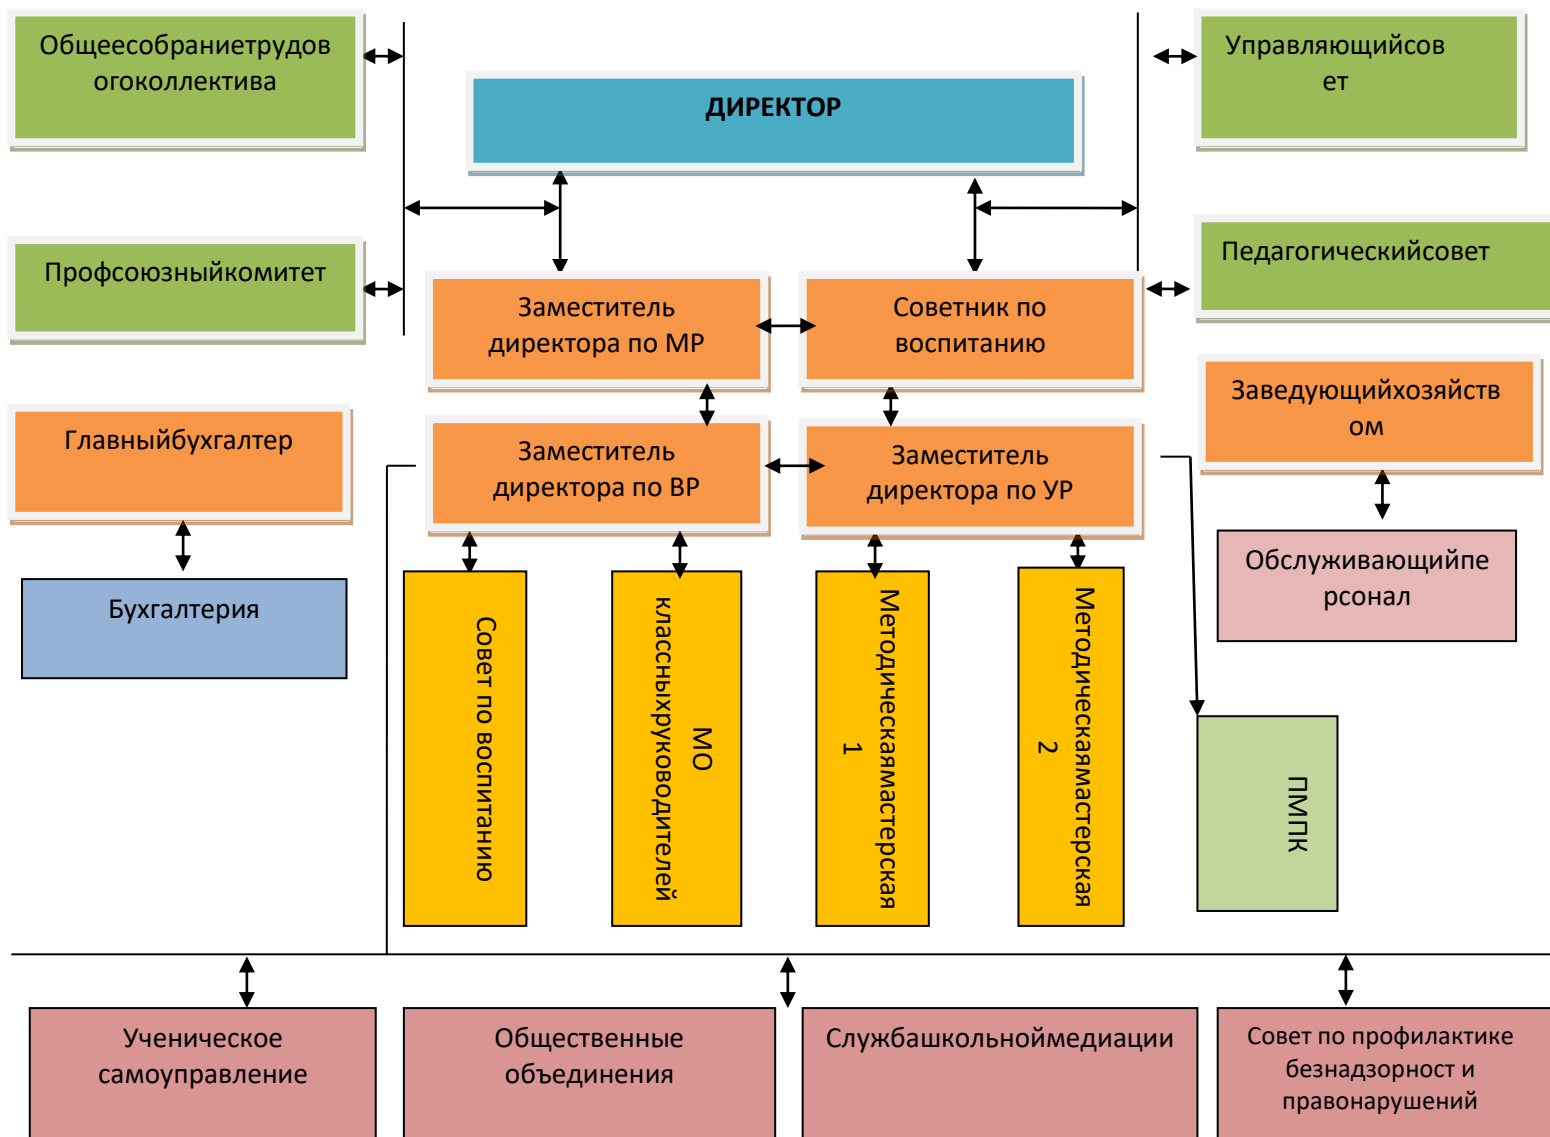 Общеесобраниетрудов
огоколлектива
Управляющийсов
ет
ДИРЕКТОР
Профсоюзныйкомитет
Педагогическийсовет
Заместитель
директора по МР
Советник по
воспитанию
Главныйбухгалтер
Заместитель
директора по ВР
Заместитель
директора по УР
Заведующийхозяйств
ом
Бухгалтерия
Обслуживающийпе
рсонал
Совет по воспитанию
МО
классныхруководителей
Методическаямастерская
1
Методическаямастерская
2
ПМПК
Ученическое
самоуправление
Общественные
объединения
Службашкольноймедиации
Совет по профилактике
безнадзорност и
правонарушений